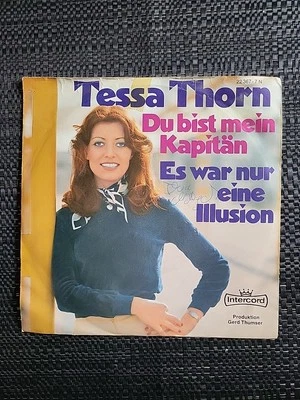 Tessa Thorn
Du bist mein
Kapitän
Es war nur
eine
Illusion
Intercord
Produktion
Gerd Thumser